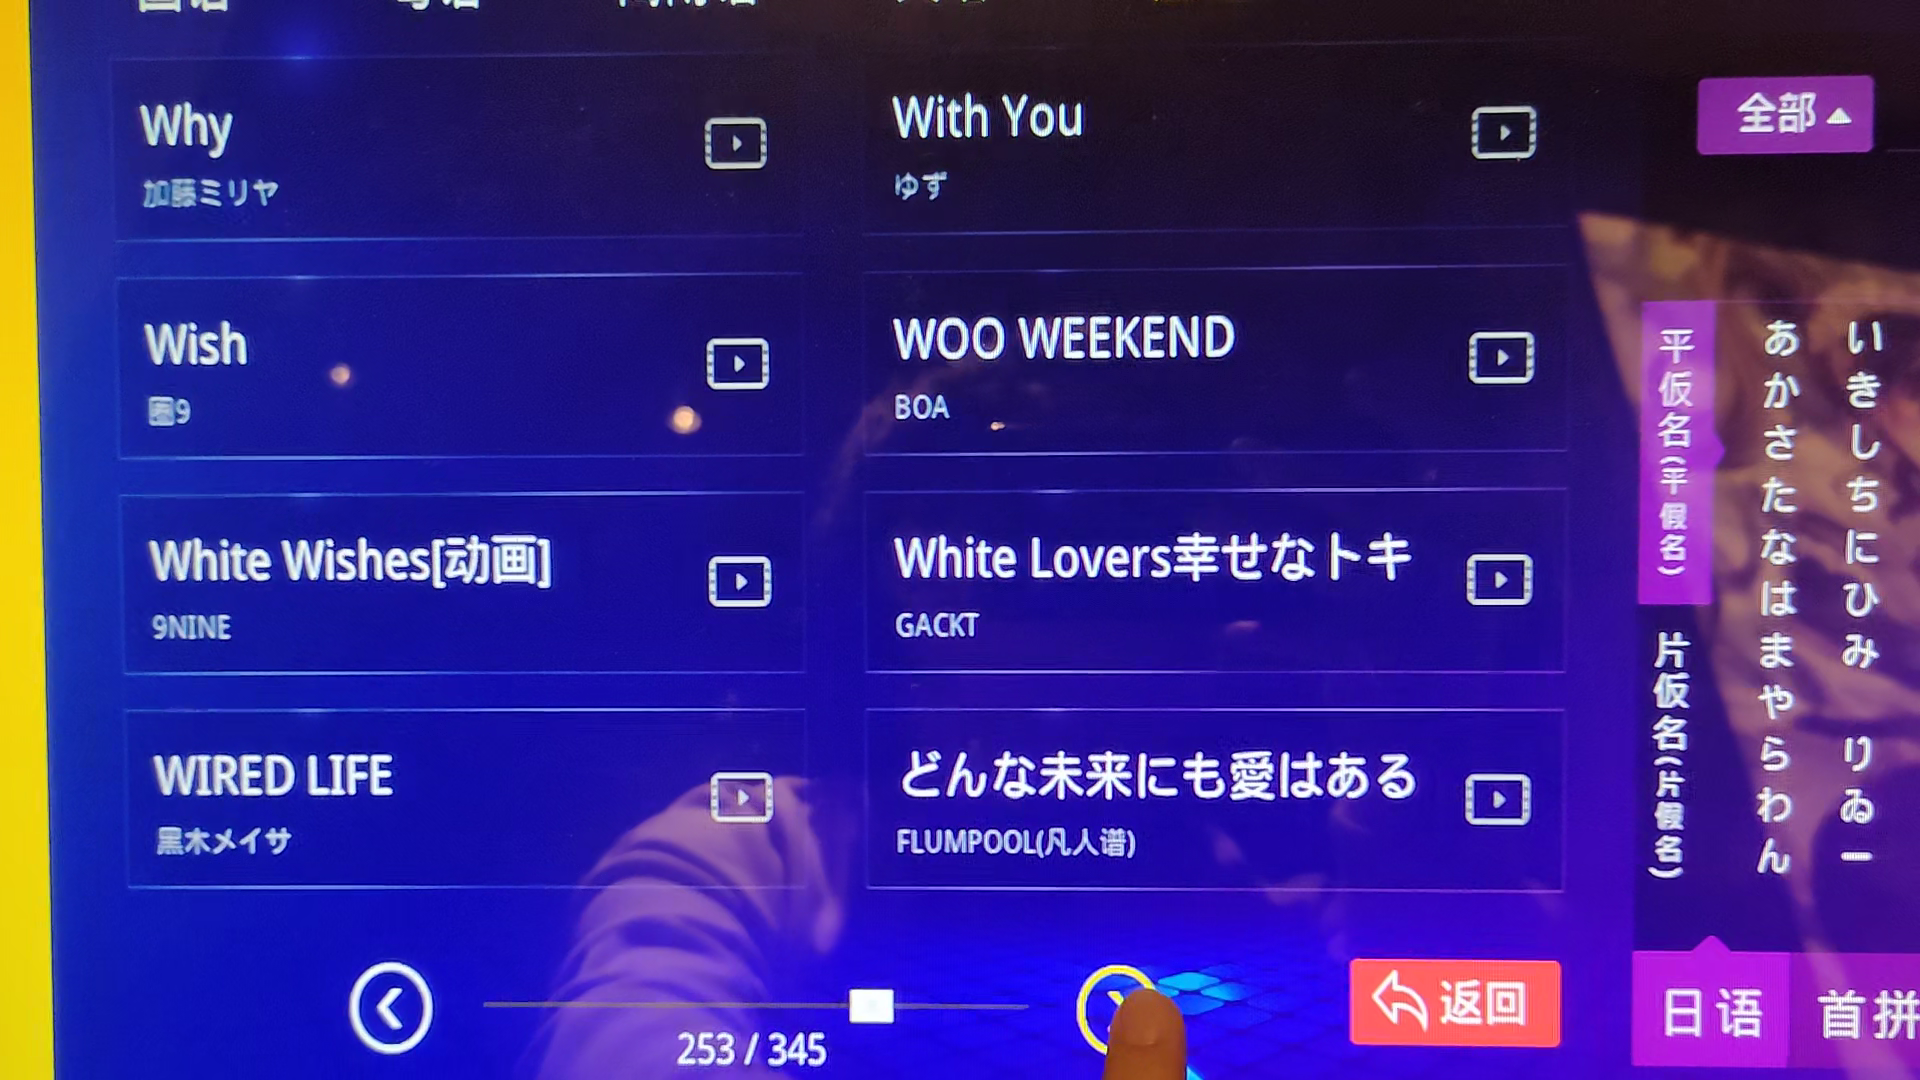 Why
加藤ミリヤ
With You
ゆず
全部
Wish
圈9
WOO WEEKEND
BOA
White Wishes[动画]
9NINE
White Lovers幸せなトキ
GACKT
WIRED LIFE
黒木メイサ
どんな未来にも愛はある
FLUMPOOL(凡人谱)
平仮名(平假名)
片仮名(片假名)
あかさたなはまやらわん
いきしちにひみ りゐー
253 / 345
返回
日语
首拼